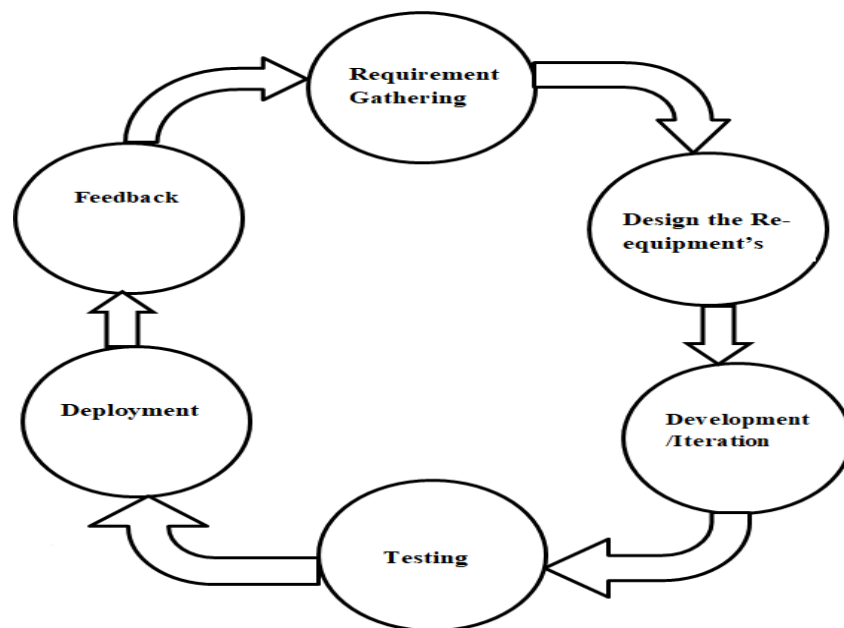 Requirement
Gathering
Design the Re-
equipment's
Development
/Iteration
Testing
Deployment
Feedback